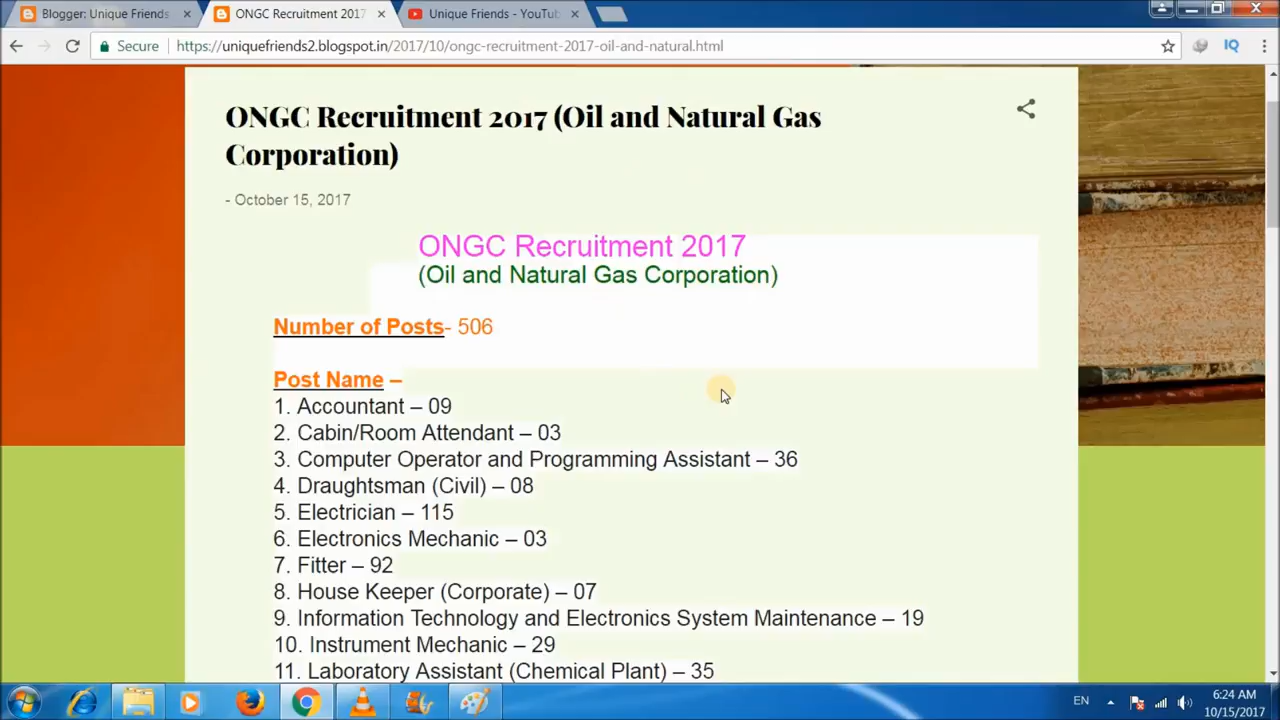 Blogger: Unique Friends
ONGC Recruitment 2017
Unique Friends - YouTub
Secure
https://uniquefriends2.blogspot.in/2017/10/ongc-recruitment-2017-oil-and-natural.html
IQ
ONGC Recruitment 2017 (Oil and Natural Gas
Corporation)
- October 15, 2017
ONGC Recruitment 2017
(Oil and Natural Gas Corporation)
Number of Posts- 506
Post Name –
1. Accountant – 09
2. Cabin/Room Attendant – 03
3. Computer Operator and Programming Assistant – 36
4. Draughtsman (Civil) – 08
5. Electrician – 115
6. Electronics Mechanic – 03
7. Fitter – 92
8. House Keeper (Corporate) – 07
9. Information Technology and Electronics System Maintenance – 19
10. Instrument Mechanic – 29
11. Laboratory Assistant (Chemical Plant) – 35
EN
6:24 AM
10/15/2017